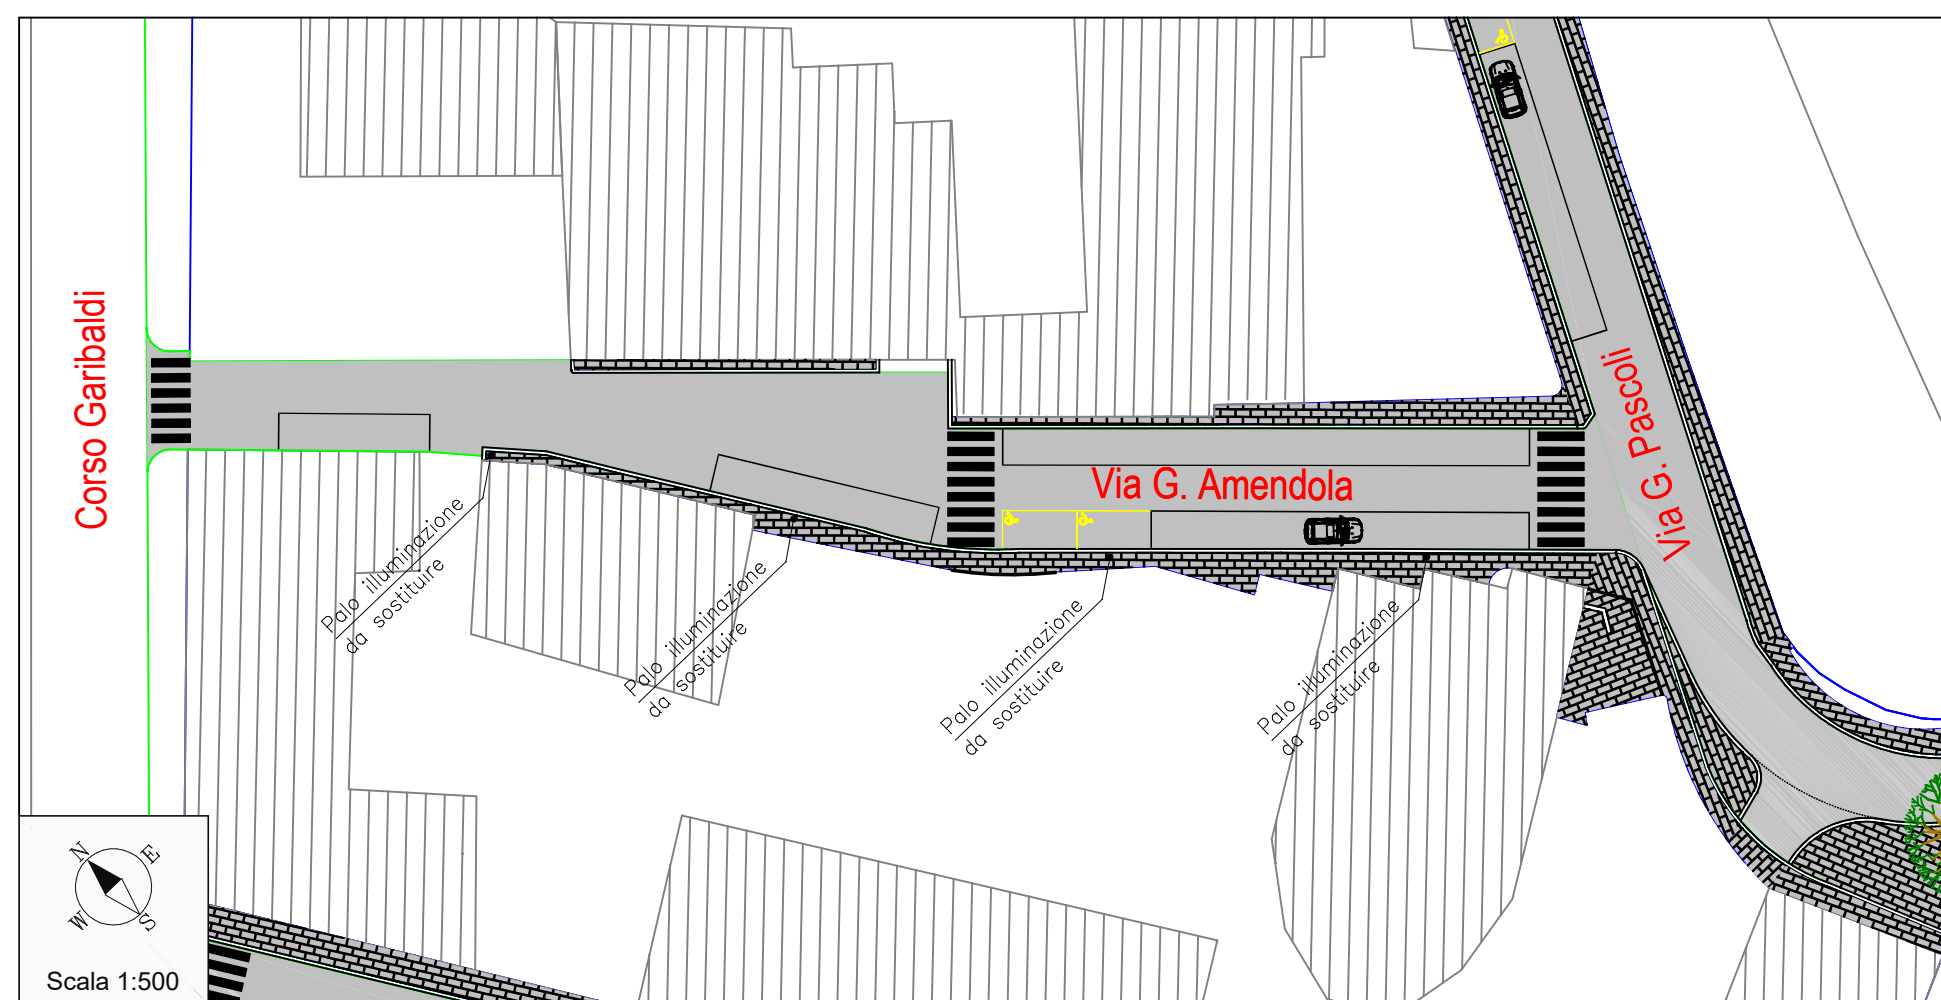 Corso Garibaldi
Via G. Amendola
Via G. Pascoli
Palo illuminazione
da sostituire
Palo illuminazione
da sostituire
Palo illuminazione
da sostituire
Palo illuminazione
da sostituire
N
E
W
S
Scala 1:500